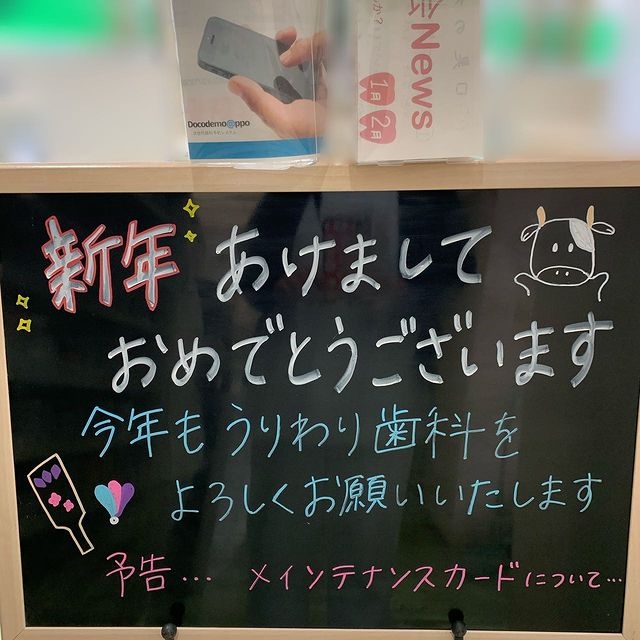 Docodemo@ppo
News
1月 2月
新年 あけまして
おめでとうございます
今年も うりわり歯科を
よろしくお願いいたします
予告… メインテナンスカードについて…